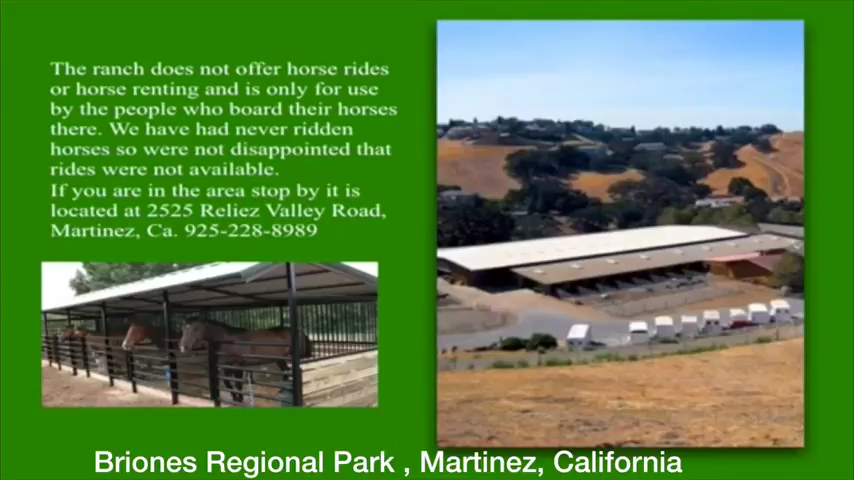 The ranch does not offer horse rides
or horse renting and is only for use
by the people who board their horses
there. We have had never ridden
horses so were not disappointed that
rides were not available.
If you are in the area stop by it is
located at 2525 Reliez Valley Road,
Martinez, Ca. 925-228-8989
Briones Regional Park , Martinez, California